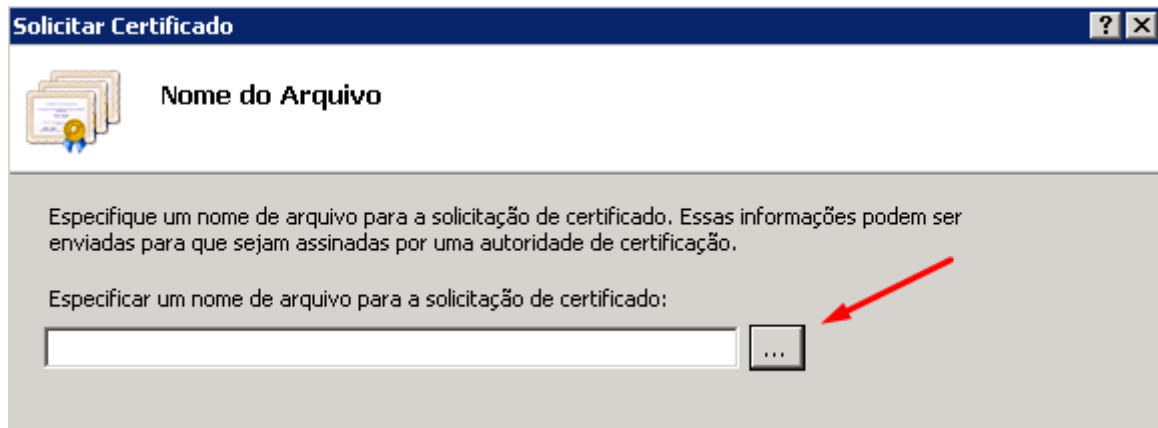 Solicitar Certificado
Nome do Arquivo
Especifique um nome de arquivo para a solicitação de certificado. Essas informações podem ser
enviadas para que sejam assinadas por uma autoridade de certificação.
Especificar um nome de arquivo para a solicitação de certificado:
...